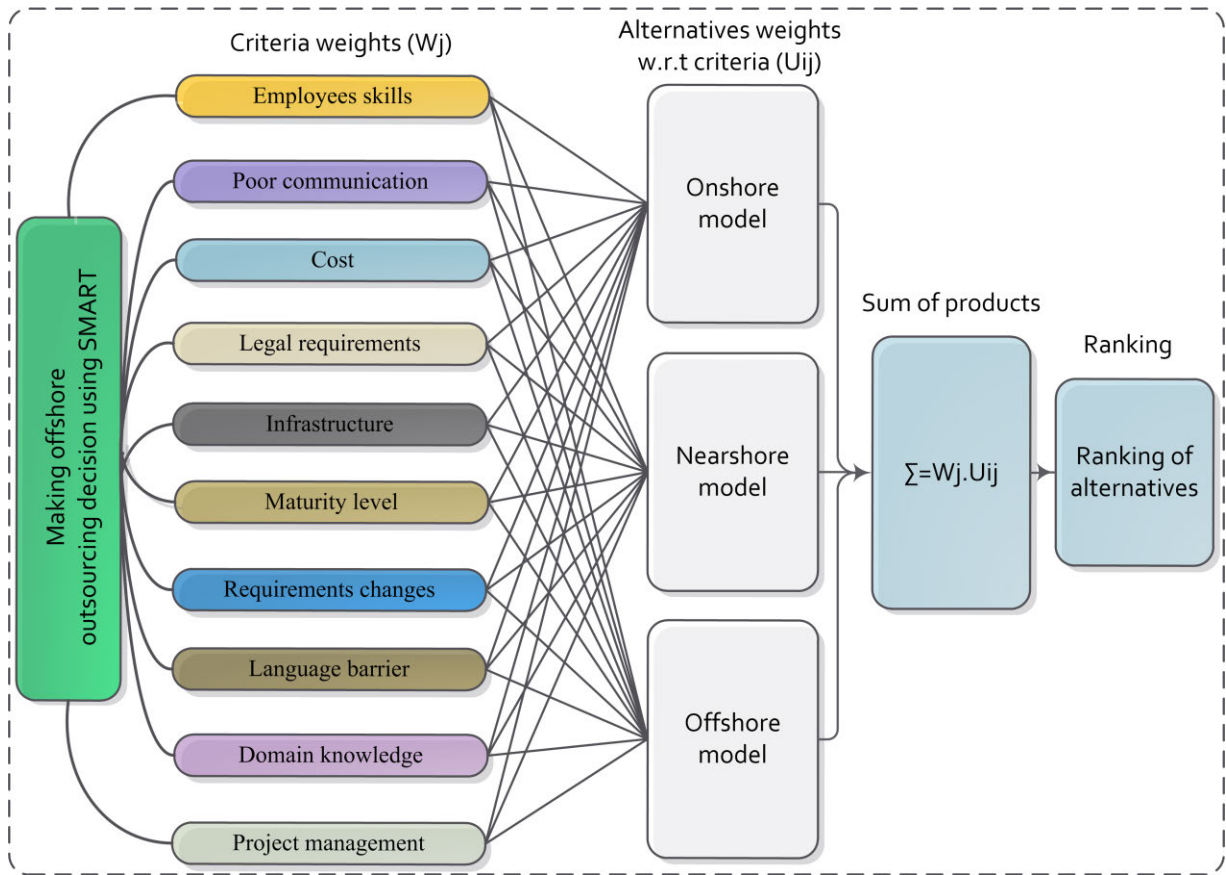 Making offshore
outsourcing decision using SMART
Criteria weights (Wj)
Employees skills
Poor communication
Cost
Legal requirements
Infrastructure
Maturity level
Requirements changes
Language barrier
Domain knowledge
Project management
Alternatives weights
w.r.t criteria (Uij)
Onshore
model
Nearshore
model
Offshore
model
Sum of products
∑=Wj.Uij
Ranking
Ranking of
alternatives